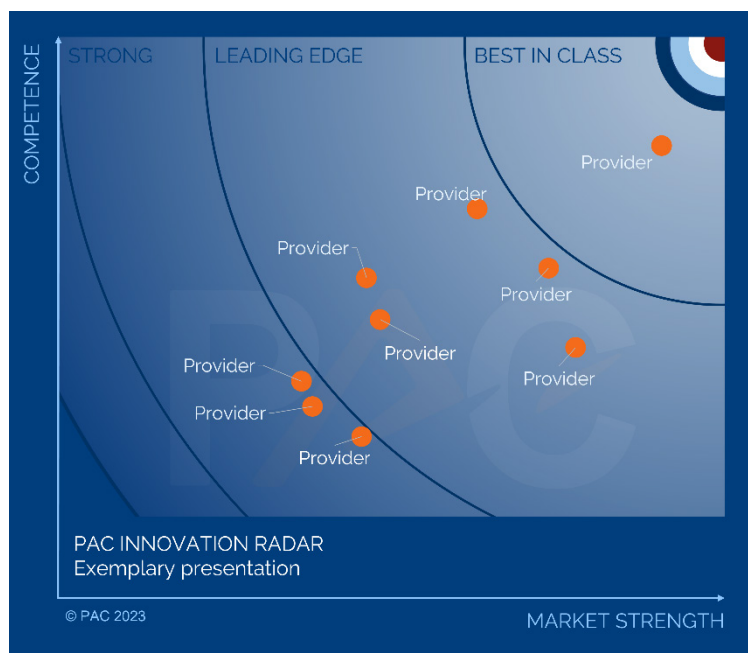 COMPETENCE
STRONG
LEADING EDGE
BEST IN CLASS
Provider
Provider
Provider
Provider
Provider
Provider
Provider
Provider
Provider
PAC
PAC INNOVATION RADAR
Exemplary presentation
© PAC 2023
MARKET STRENGTH